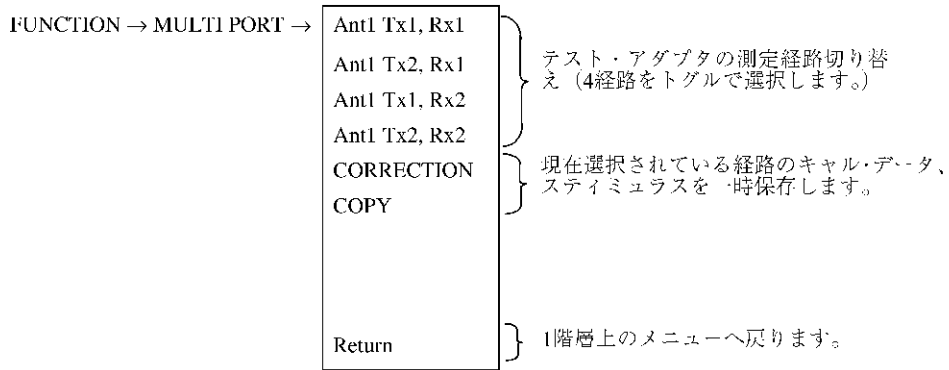 FUNCTION → MULTI PORT → Ant1 Tx1, Rx1
Ant1 Tx2, Rx1
Ant1 Tx1, Rx2
Ant1 Tx2, Rx2
テスト・アダプタの測定経路切り替
え（4経路をトグルで選択します。）
CORRECTION
COPY
現在選択されている経路のキャル・データ、
スティミュラスを一時保存します。
Return
1階層上のメニューへ戻ります。